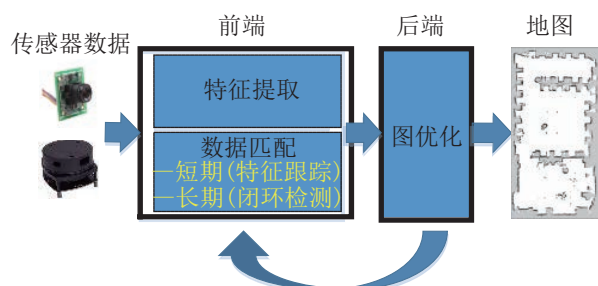 传感器数据
前端
后端
地图
特征提取
数据匹配
—短期(特征跟踪)
—长期(闭环检测)
图优化